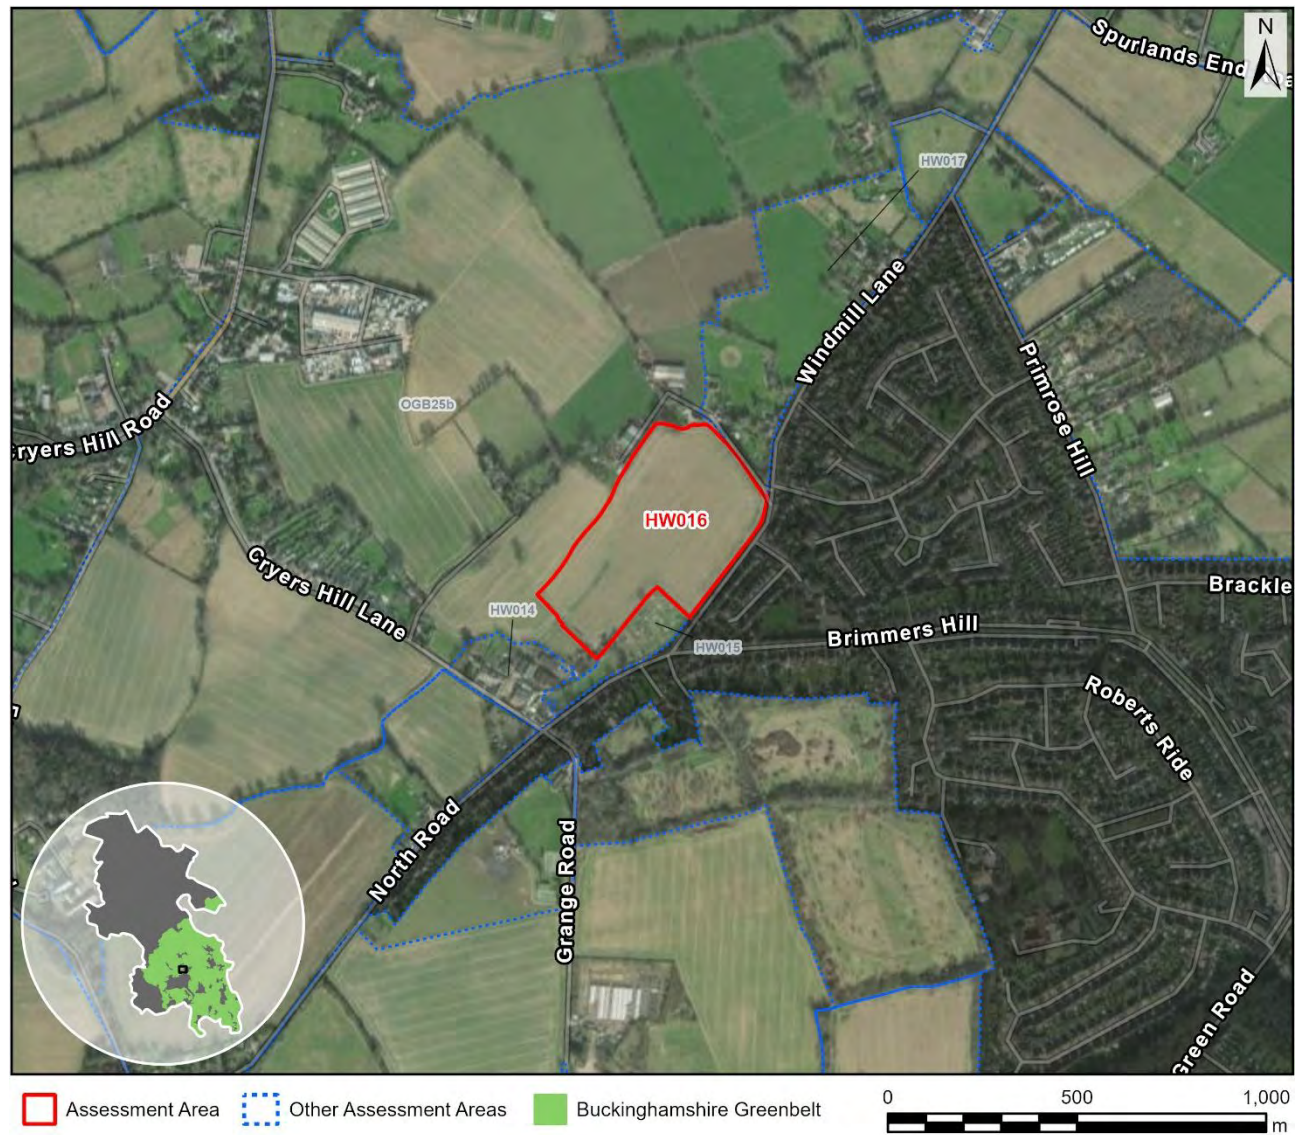 Spurlands End
N
HW017
Windmill Lane
Primrose Hill
OGB25b
Cryers Hill Road
HW016
Cryers Hill Lane
HW014
HW015
Brackle
Brimmers Hill
Roberts Ride
North Road
Grange Road
Green Road
Assessment Area
Other Assessment Areas
Buckinghamshire Greenbelt
0 500 1,000
m